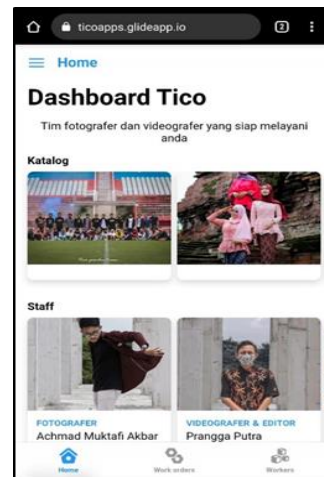 ticoapps.glideapp.io
2
Home
Dashboard Tico
Tim fotografer dan videografer yang siap melayani
anda
Katalog
Staff
FOTOGRAFER
Achmad Muktafi Akbar
VIDEOGRAFER & EDITOR
Prangga Putra
Home
Work orders
Workers